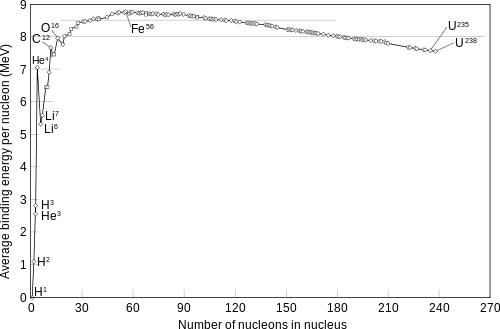 9
8
7
6
5
4
3
2
1
0
Average binding energy per nucleon (MeV)
O16
C12
He4
Fe56
U235
U238
Li7
Li6
H3
He3
H2
H1
0 30 60 90 120 150 180 210 240 270
Number of nucleons in nucleus